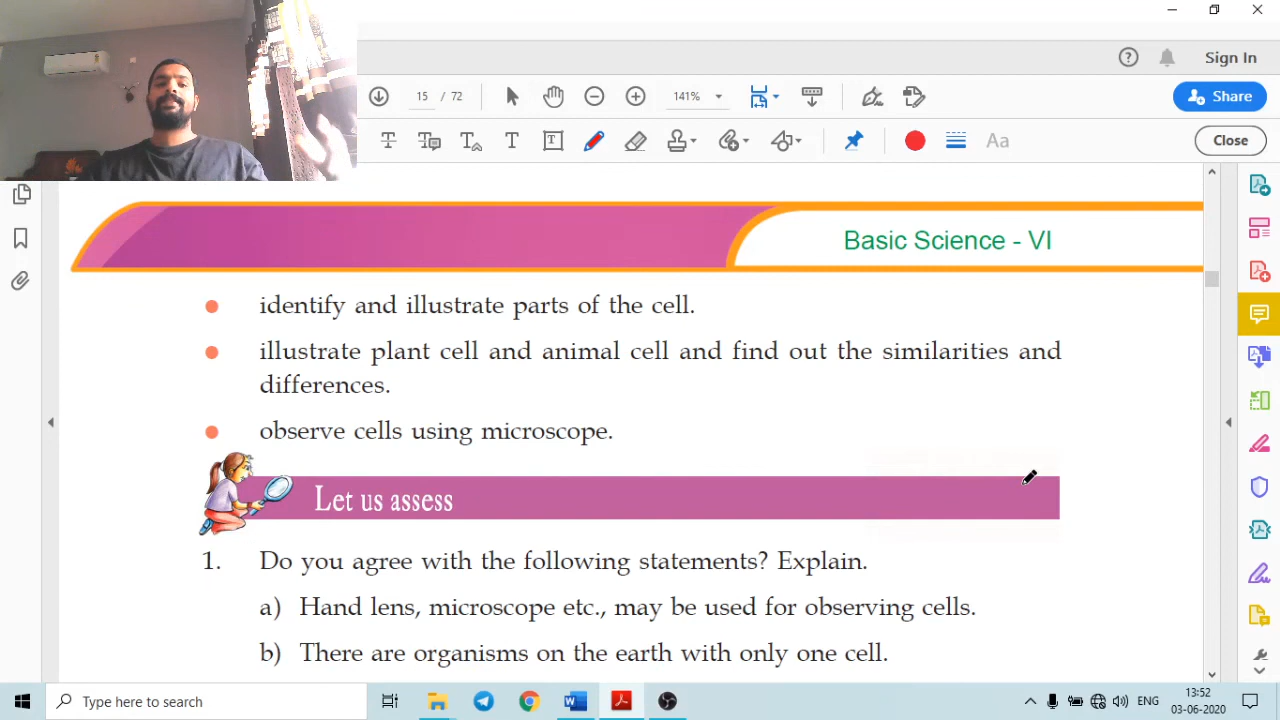 Sign In
15 / 72
141%
Share
T
T
T
T
T
Aa
Close
Basic Science - VI
identify and illustrate parts of the cell.
illustrate plant cell and animal cell and find out the similarities and
differences.
observe cells using microscope.
Let us assess
1. Do you agree with the following statements? Explain.
a) Hand lens, microscope etc., may be used for observing cells.
b) There are organisms on the earth with only one cell.
Type here to search
ENG
13:52
03-06-2020